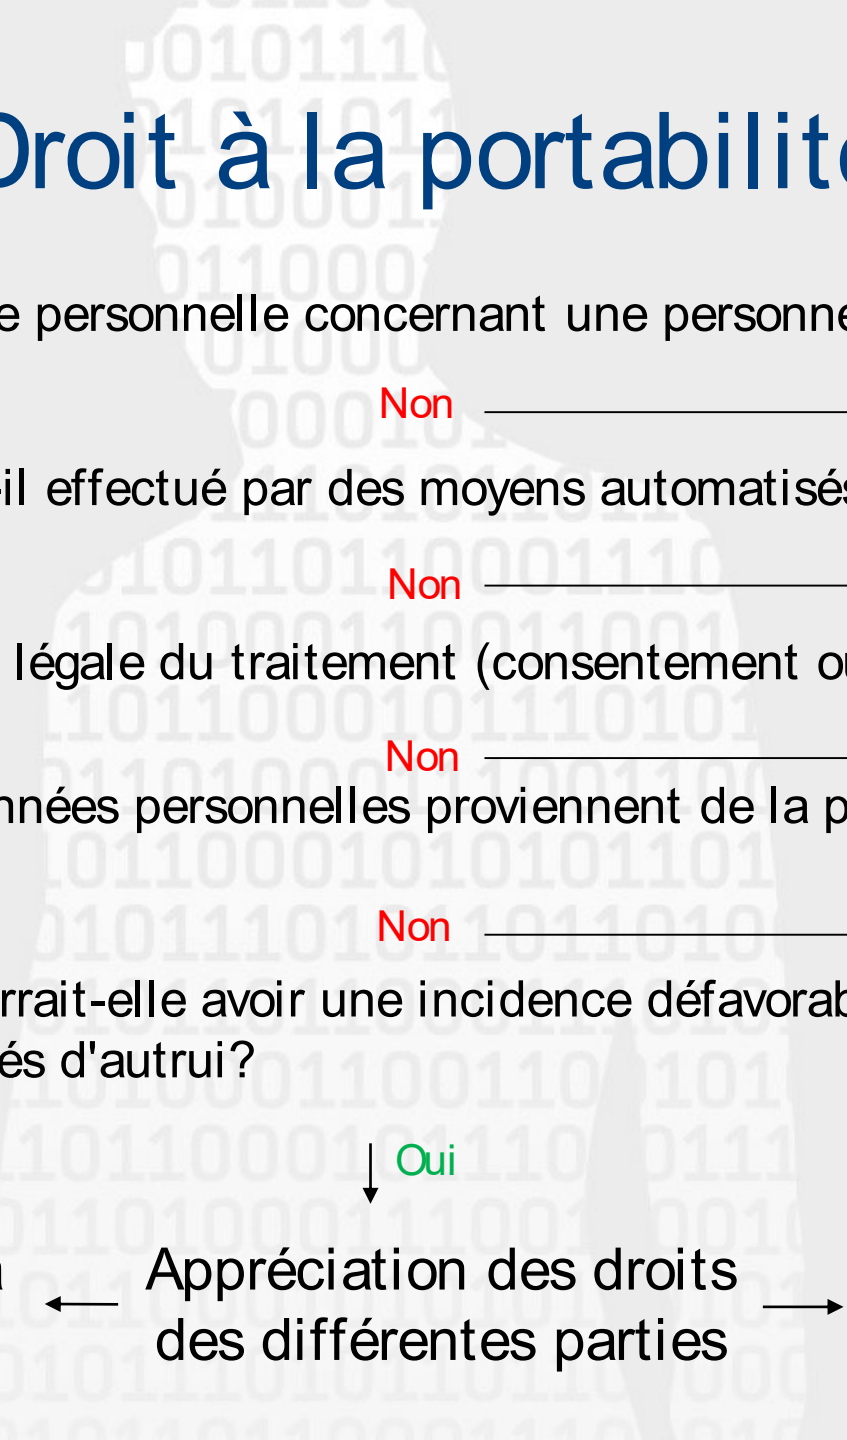 Droit à la portabilité
e personnelle concernant une personne
Non
-il effectué par des moyens automatisés
Non
légale du traitement (consentement ou
Non
nnées personnelles proviennent de la p
Non
rrait-elle avoir une incidence défavorab
és d'autrui?
Oui
Appréciation des droits
des différentes parties